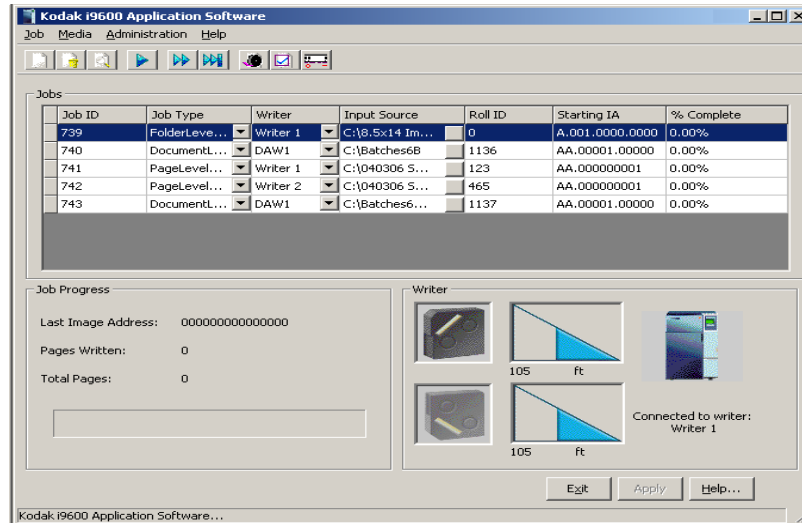 Kodak i9600 Application Software
Job Media Administration Help
Jobs
Job ID Job Type Writer Input Source Roll ID Starting IA % Complete
739 FolderLeve... Writer 1 C:\8.5x14 Im... 0 A.001.0000.0000 0.00%
740 DocumentL... DAW1 C:\Batches6B 1136 AA.00001.00000 0.00%
741 PageLevel... Writer 1 C:\040306 S... 123 AA.000000001 0.00%
742 PageLevel... Writer 2 C:\040306 S... 465 AA.000000001 0.00%
743 DocumentL... DAW1 C:\Batches6... 1137 AA.00001.00000 0.00%
Job Progress
Last Image Address: 000000000000000
Pages Written: 0
Total Pages: 0
Writer
105 ft
105 ft
Connected to writer:
Writer 1
Exit Apply Help...
Kodak i9600 Application Software...